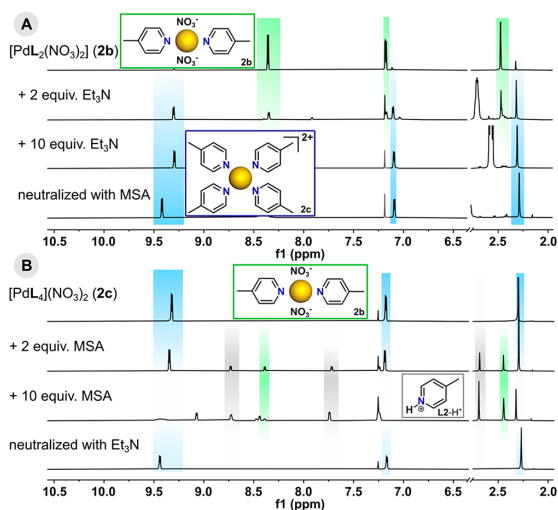 A
NO₃⁻
N N
NO₃⁻
2b
[PdL₂(NO₃)₂] (2b)
+ 2 equiv. Et₃N
+ 10 equiv. Et₃N
2+
N N
N N
2c
neutralized with MSA
10.5 10.0 9.5 9.0 8.5 8.0 7.5 7.0 6.5 2.5 2.0
f1 (ppm)
B
NO₃⁻
N N
NO₃⁻
2b
[PdL₄](NO₃)₂ (2c)
+ 2 equiv. MSA
+ 10 equiv. MSA
H N ⊕ L2-H⁺
neutralized with Et₃N
10.5 10.0 9.5 9.0 8.5 8.0 7.5 7.0 6.5 2.5 2.0
f1 (ppm)